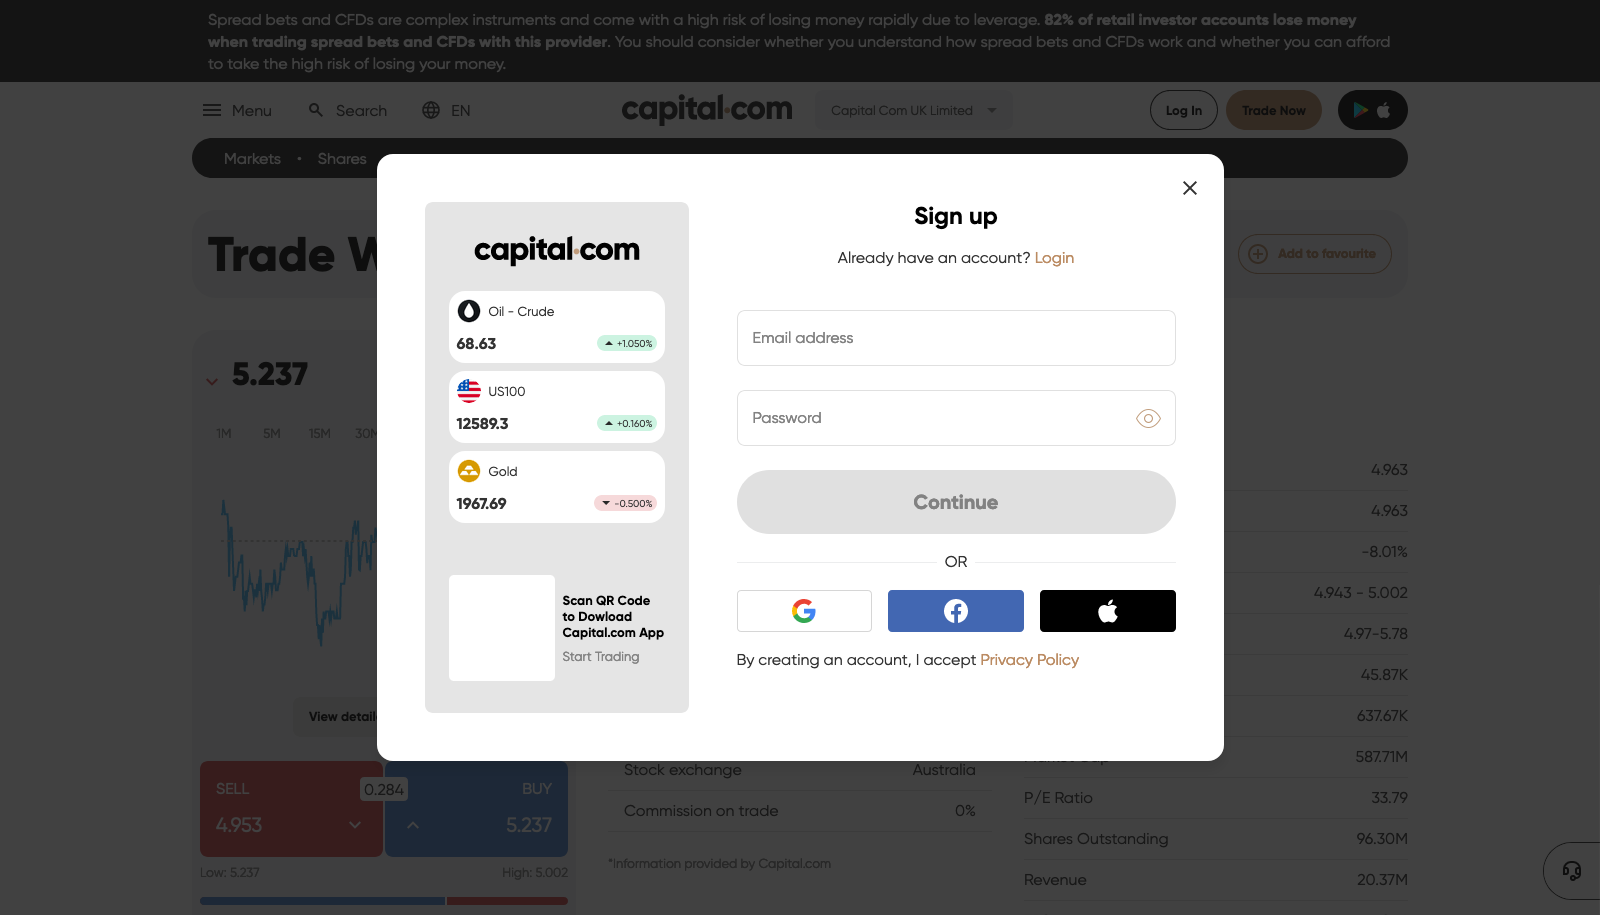 Spread bets and CFDs are complex instruments and come with a high risk of losing money rapidly due to leverage. 82% of retail investor accounts lose money
when trading spread bets and CFDs with this provider. You should consider whether you understand how spread bets and CFDs work and whether you can afford
to take the high risk of losing your money.
Menu
Search
EN
capital.com
Capital Com UK Limited
Log In
Trade Now
Markets • Shares
Trade
Add to favourite
5.237
1M 5M 15M
View
SELL
0.284
BUY
4.953
5.237
Low: 5.237
High: 5.002
Sign up
Already have an account? Login
Email address
Password
Continue
OR
By creating an account, I accept Privacy Policy
capital.com
Oil - Crude
68.63
+1.050%
US100
12589.3
+0.160%
Gold
1967.69
-0.500%
Scan QR Code
to Dowload
Capital.com App
Start Trading
Stock exchange Australia
Commission on trade 0%
*Information provided by Capital.com
4.963
4.963
-8.01%
4.943 - 5.002
4.97-5.78
45.87K
637.67K
587.71M
P/E Ratio 33.79
Shares Outstanding 96.30M
Revenue 20.37M